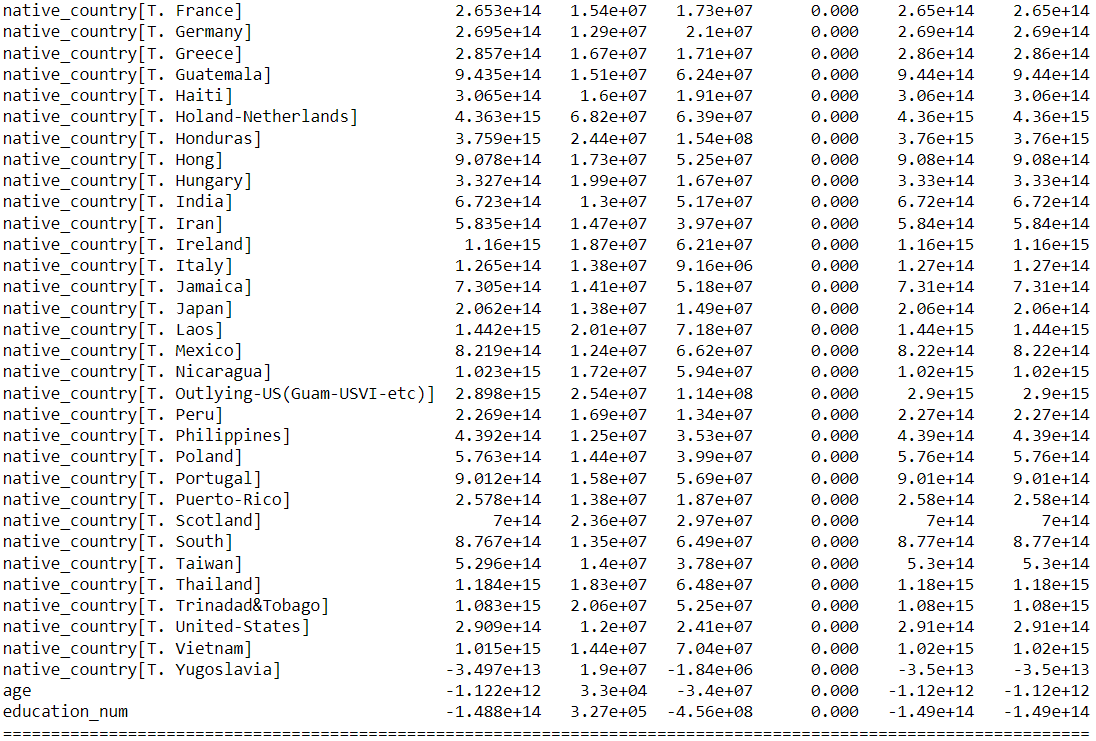 native_country[T. France] 2.653e+14 1.54e+07 1.73e+07 0.000 2.65e+14 2.65e+14
native_country[T. Germany] 2.695e+14 1.29e+07 2.1e+07 0.000 2.69e+14 2.69e+14
native_country[T. Greece] 2.857e+14 1.67e+07 1.71e+07 0.000 2.86e+14 2.86e+14
native_country[T. Guatemala] 9.435e+14 1.51e+07 6.24e+07 0.000 9.44e+14 9.44e+14
native_country[T. Haiti] 3.065e+14 1.6e+07 1.91e+07 0.000 3.06e+14 3.06e+14
native_country[T. Holand-Netherlands] 4.363e+15 6.82e+07 6.39e+07 0.000 4.36e+15 4.36e+15
native_country[T. Honduras] 3.759e+15 2.44e+07 1.54e+08 0.000 3.76e+15 3.76e+15
native_country[T. Hong] 9.078e+14 1.73e+07 5.25e+07 0.000 9.08e+14 9.08e+14
native_country[T. Hungary] 3.327e+14 1.99e+07 1.67e+07 0.000 3.33e+14 3.33e+14
native_country[T. India] 6.723e+14 1.3e+07 5.17e+07 0.000 6.72e+14 6.72e+14
native_country[T. Iran] 5.835e+14 1.47e+07 3.97e+07 0.000 5.84e+14 5.84e+14
native_country[T. Ireland] 1.16e+15 1.87e+07 6.21e+07 0.000 1.16e+15 1.16e+15
native_country[T. Italy] 1.265e+14 1.38e+07 9.16e+06 0.000 1.27e+14 1.27e+14
native_country[T. Jamaica] 7.305e+14 1.41e+07 5.18e+07 0.000 7.31e+14 7.31e+14
native_country[T. Japan] 2.062e+14 1.38e+07 1.49e+07 0.000 2.06e+14 2.06e+14
native_country[T. Laos] 1.442e+15 2.01e+07 7.18e+07 0.000 1.44e+15 1.44e+15
native_country[T. Mexico] 8.219e+14 1.24e+07 6.62e+07 0.000 8.22e+14 8.22e+14
native_country[T. Nicaragua] 1.023e+15 1.72e+07 5.94e+07 0.000 1.02e+15 1.02e+15
native_country[T. Outlying-US(Guam-USVI-etc)] 2.898e+15 2.54e+07 1.14e+08 0.000 2.9e+15 2.9e+15
native_country[T. Peru] 2.269e+14 1.69e+07 1.34e+07 0.000 2.27e+14 2.27e+14
native_country[T. Philippines] 4.392e+14 1.25e+07 3.53e+07 0.000 4.39e+14 4.39e+14
native_country[T. Poland] 5.763e+14 1.44e+07 3.99e+07 0.000 5.76e+14 5.76e+14
native_country[T. Portugal] 9.012e+14 1.58e+07 5.69e+07 0.000 9.01e+14 9.01e+14
native_country[T. Puerto-Rico] 2.578e+14 1.38e+07 1.87e+07 0.000 2.58e+14 2.58e+14
native_country[T. Scotland] 7e+14 2.36e+07 2.97e+07 0.000 7e+14 7e+14
native_country[T. South] 8.767e+14 1.35e+07 6.49e+07 0.000 8.77e+14 8.77e+14
native_country[T. Taiwan] 5.296e+14 1.4e+07 3.78e+07 0.000 5.3e+14 5.3e+14
native_country[T. Thailand] 1.184e+15 1.83e+07 6.48e+07 0.000 1.18e+15 1.18e+15
native_country[T. Trinadad&Tobago] 1.083e+15 2.06e+07 5.25e+07 0.000 1.08e+15 1.08e+15
native_country[T. United-States] 2.909e+14 1.2e+07 2.41e+07 0.000 2.91e+14 2.91e+14
native_country[T. Vietnam] 1.015e+15 1.44e+07 7.04e+07 0.000 1.02e+15 1.02e+15
native_country[T. Yugoslavia] -3.497e+13 1.9e+07 -1.84e+06 0.000 -3.5e+13 -3.5e+13
age -1.122e+12 3.3e+04 -3.4e+07 0.000 -1.12e+12 -1.12e+12
education_num -1.488e+14 3.27e+05 -4.56e+08 0.000 -1.49e+14 -1.49e+14
==============================================================================================================